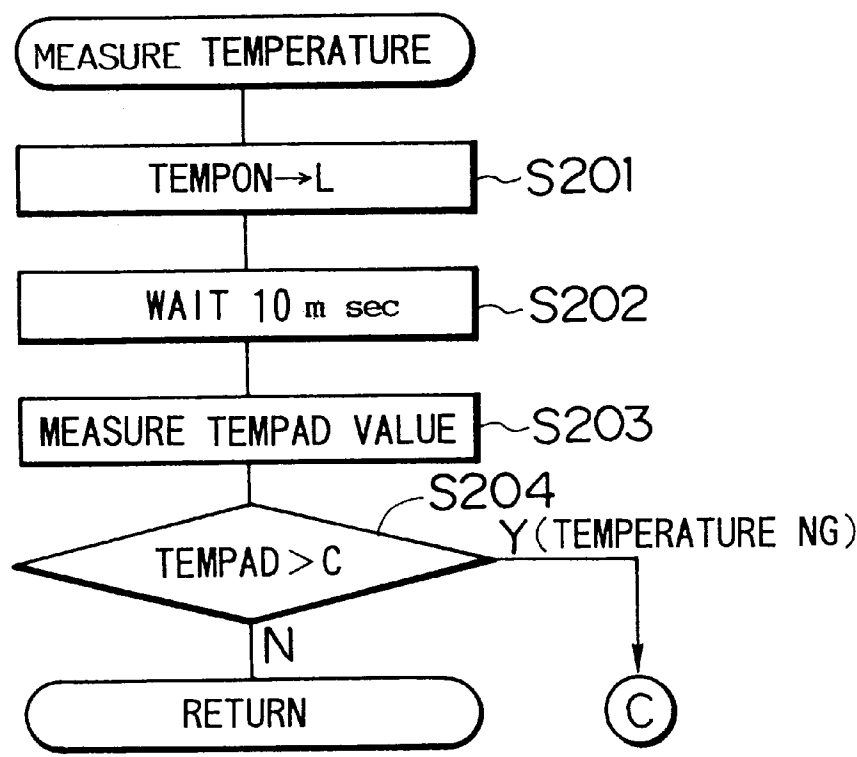 MEASURE TEMPERATURE
TEMPON→L
S201
WAIT 10 m sec
S202
MEASURE TEMPAD VALUE
S203
S204
TEMPAD>C
Y (TEMPERATURE NG)
N
RETURN
C